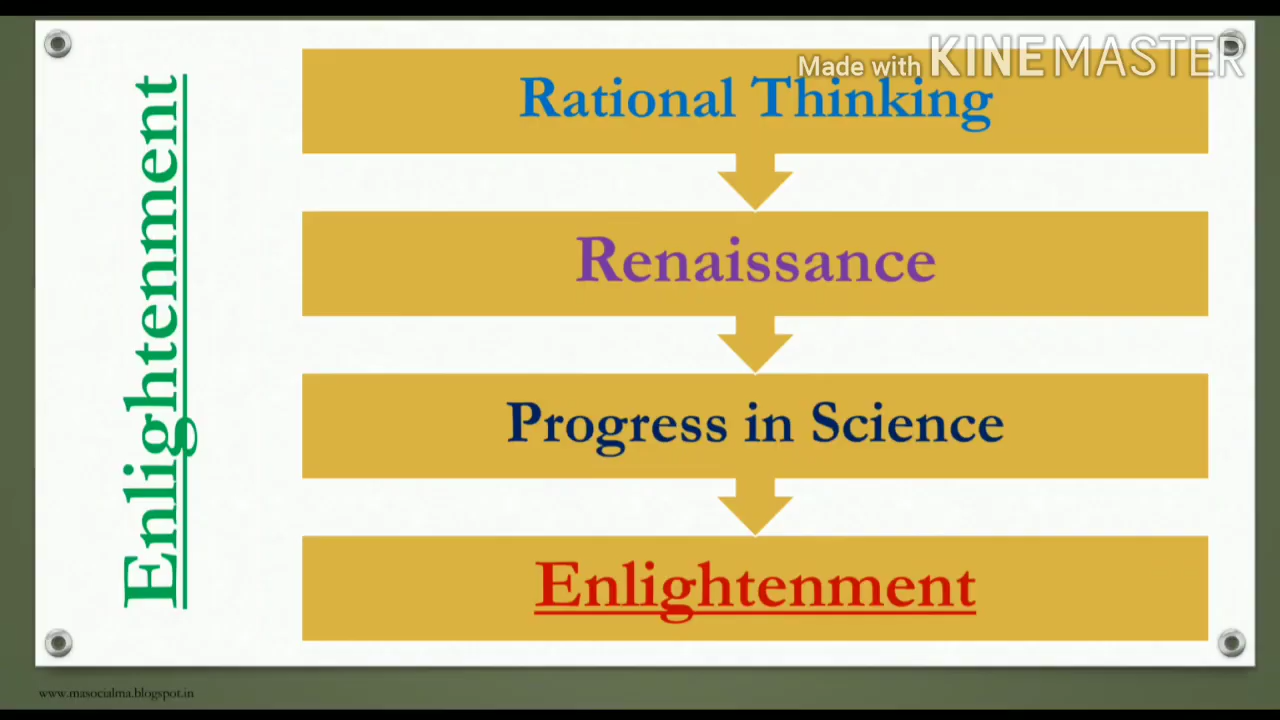 Enlightenment
Made with KINEMASTER
Rational Thinking
Renaissance
Progress in Science
Enlightenment
www.masocialma.blogspot.in